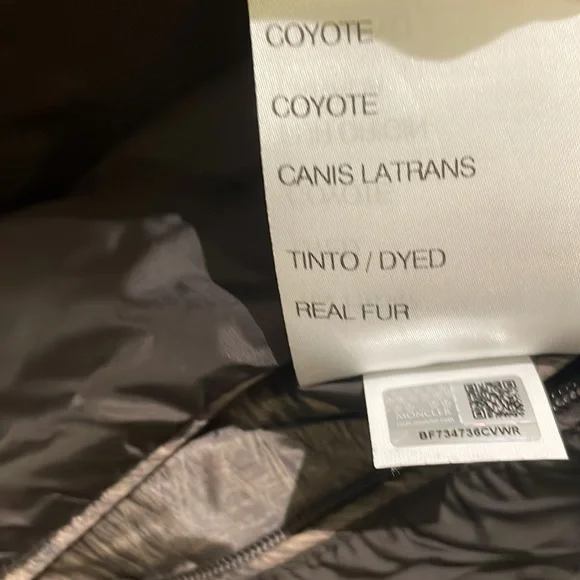 COYOTE
COYOTE
CANIS LATRANS
TINTO / DYED
REAL FUR
MONCLER
BF734736CVWR